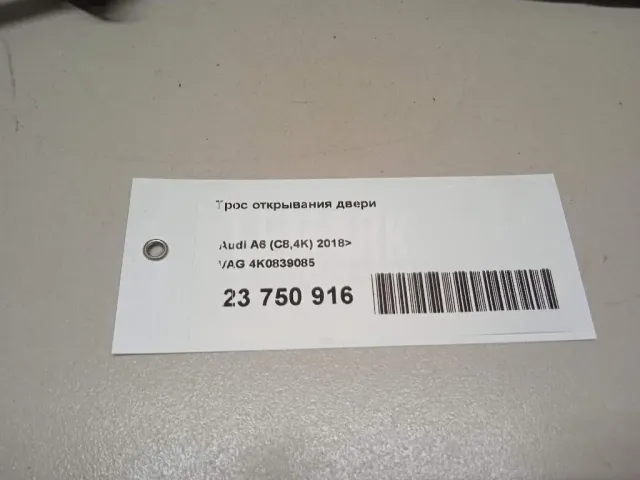 Трос открывания двери
Audi A6 (C8,4K) 2018>
VAG 4K0839085
23 750 916